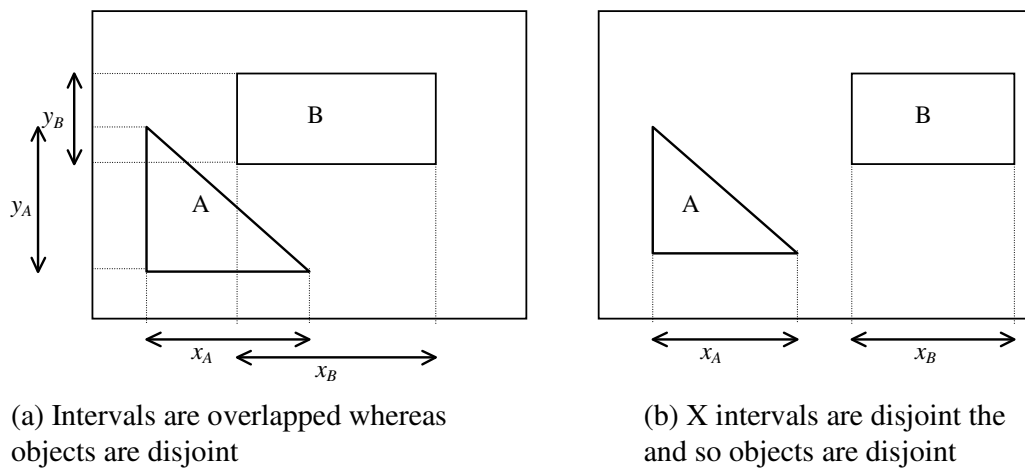 B
y_B
A
y_A
x_A
x_B
(a) Intervals are overlapped whereas
objects are disjoint
B
A
x_A
x_B
(b) X intervals are disjoint the
and so objects are disjoint